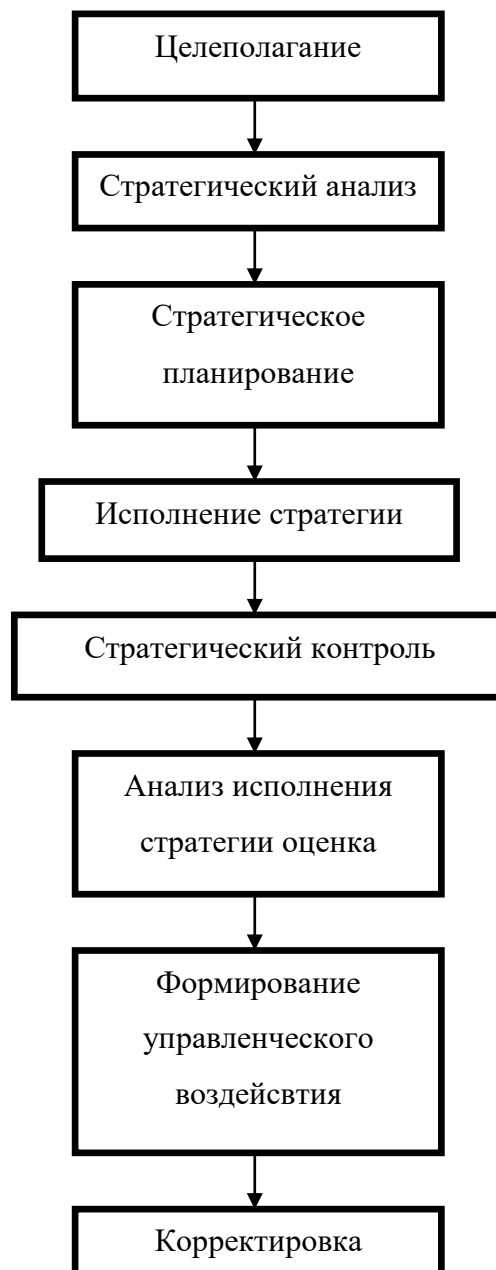 Целеполагание
Стратегический анализ
Стратегическое
планирование
Исполнение стратегии
Стратегический контроль
Анализ исполнения
стратегии оценка
Формирование
управленческого
воздейсвтия
Корректировка